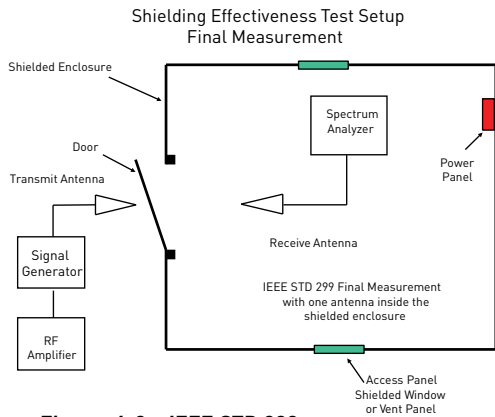 Shielding Effectiveness Test Setup
Final Measurement
Shielded Enclosure
Spectrum
Analyzer
Door
Power
Panel
Transmit Antenna
Receive Antenna
Signal
Generator
IEEE STD 299 Final Measurement
with one antenna inside the
shielded enclosure
RF
Amplifier
Access Panel
Shielded Window
or Vent Panel